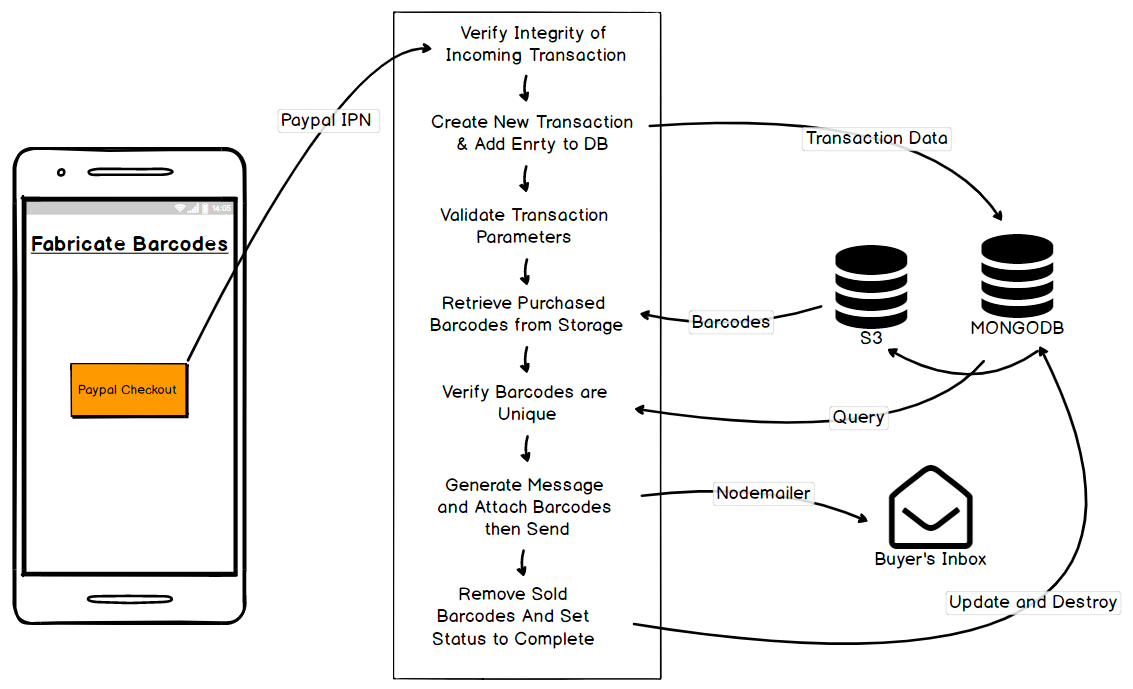 14:05
Fabricate Barcodes
Paypal Checkout
Paypal IPN
Verify Integrity of
Incoming Transaction
Create New Transaction
& Add Enrty to DB
Validate Transaction
Parameters
Retrieve Purchased
Barcodes from Storage
Verify Barcodes are
Unique
Generate Message
and Attach Barcodes
then Send
Remove Sold
Barcodes And Set
Status to Complete
Transaction Data
Barcodes
S3
MONGODB
Query
Nodemailer
Buyer's Inbox
Update and Destroy